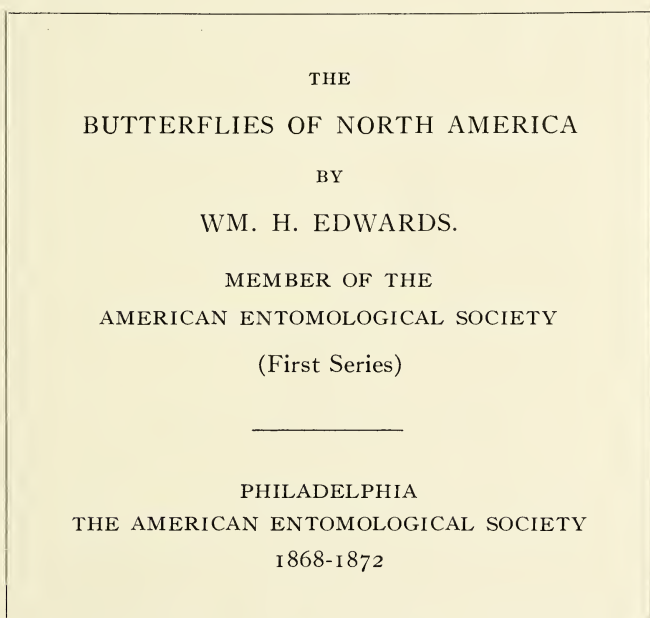 THE
BUTTERFLIES OF NORTH AMERICA
BY
WM. H. EDWARDS.
MEMBER OF THE
AMERICAN ENTOMOLOGICAL SOCIETY
(First Series)
PHILADELPHIA
THE AMERICAN ENTOMOLOGICAL SOCIETY
1868-1872